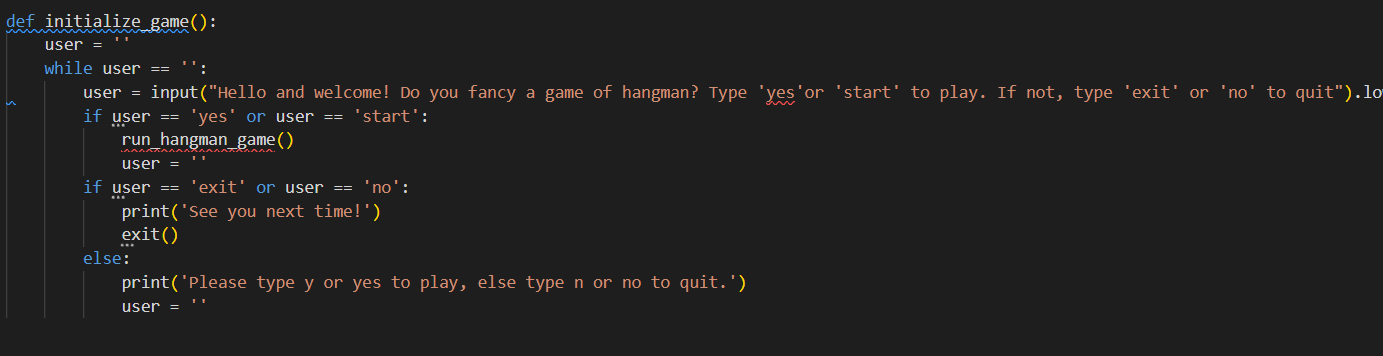 def initialize_game():
    user = ''
    while user == '':
        user = input("Hello and welcome! Do you fancy a game of hangman? Type 'yes'or 'start' to play. If not, type 'exit' or 'no' to quit").lo
        if user == 'yes' or user == 'start':
            run_hangman_game()
            user = ''
        if user == 'exit' or user == 'no':
            print('See you next time!')
            exit()
        else:
            print('Please type y or yes to play, else type n or no to quit.')
            user = ''